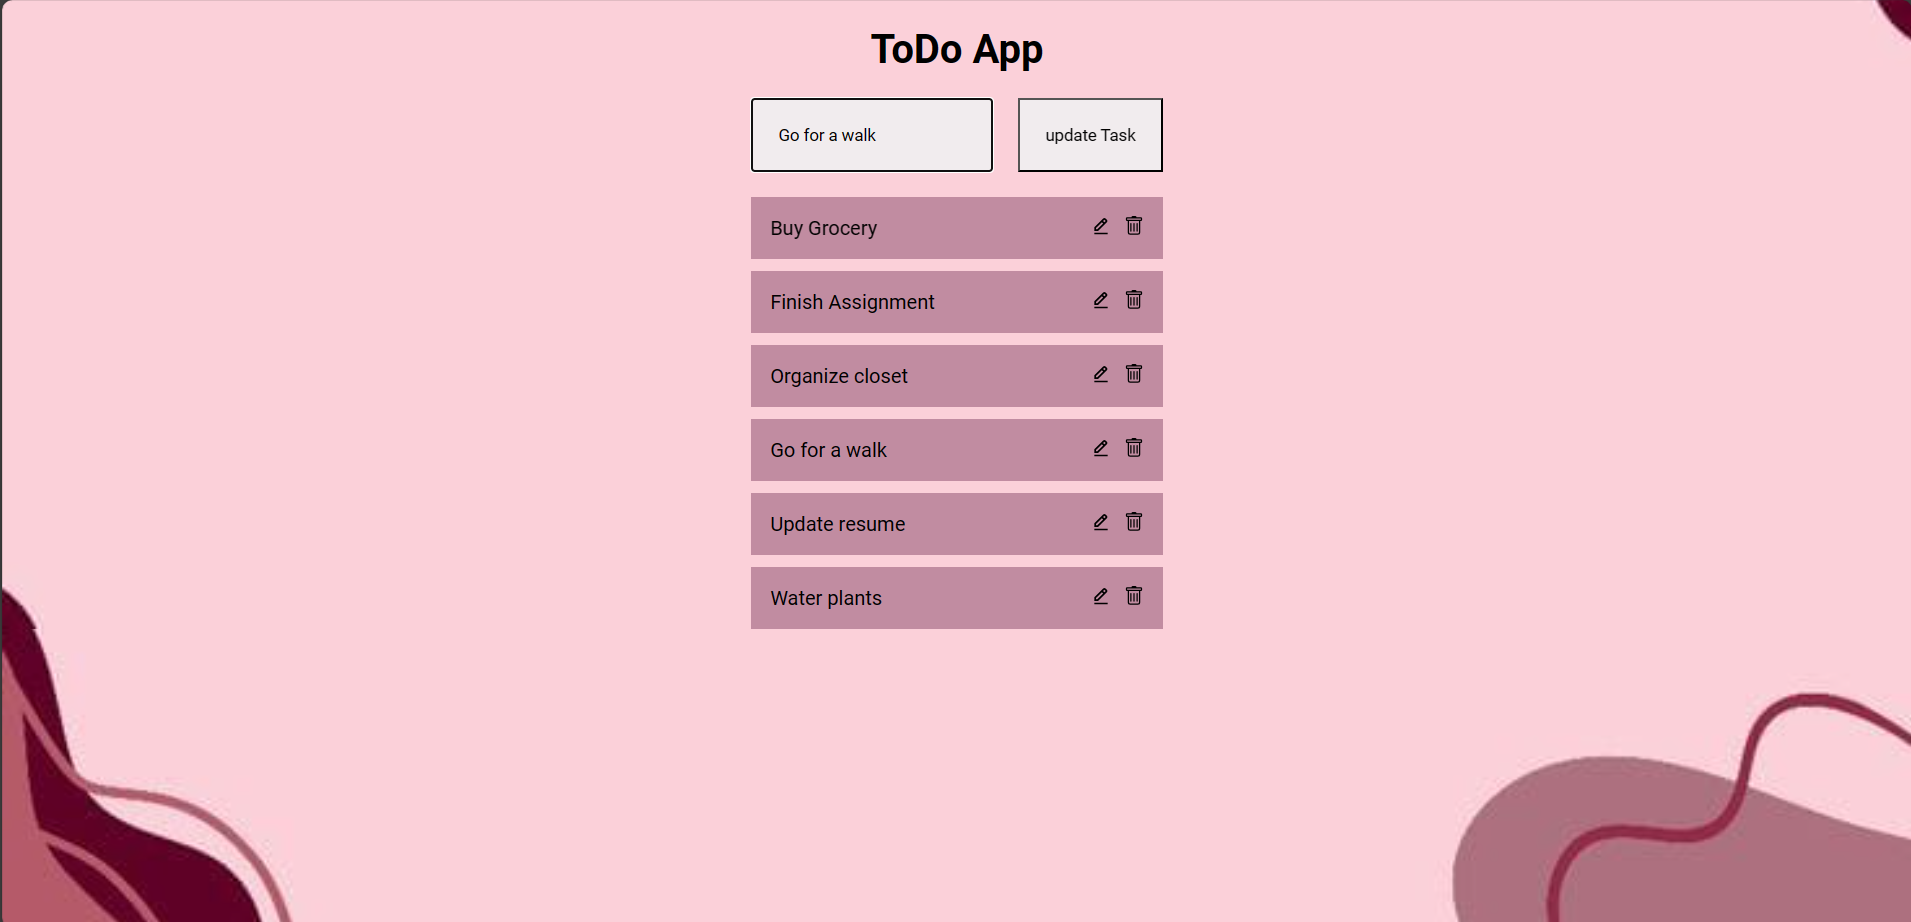 ToDo App
Go for a walk
update Task
Buy Grocery
Finish Assignment
Organize closet
Go for a walk
Update resume
Water plants